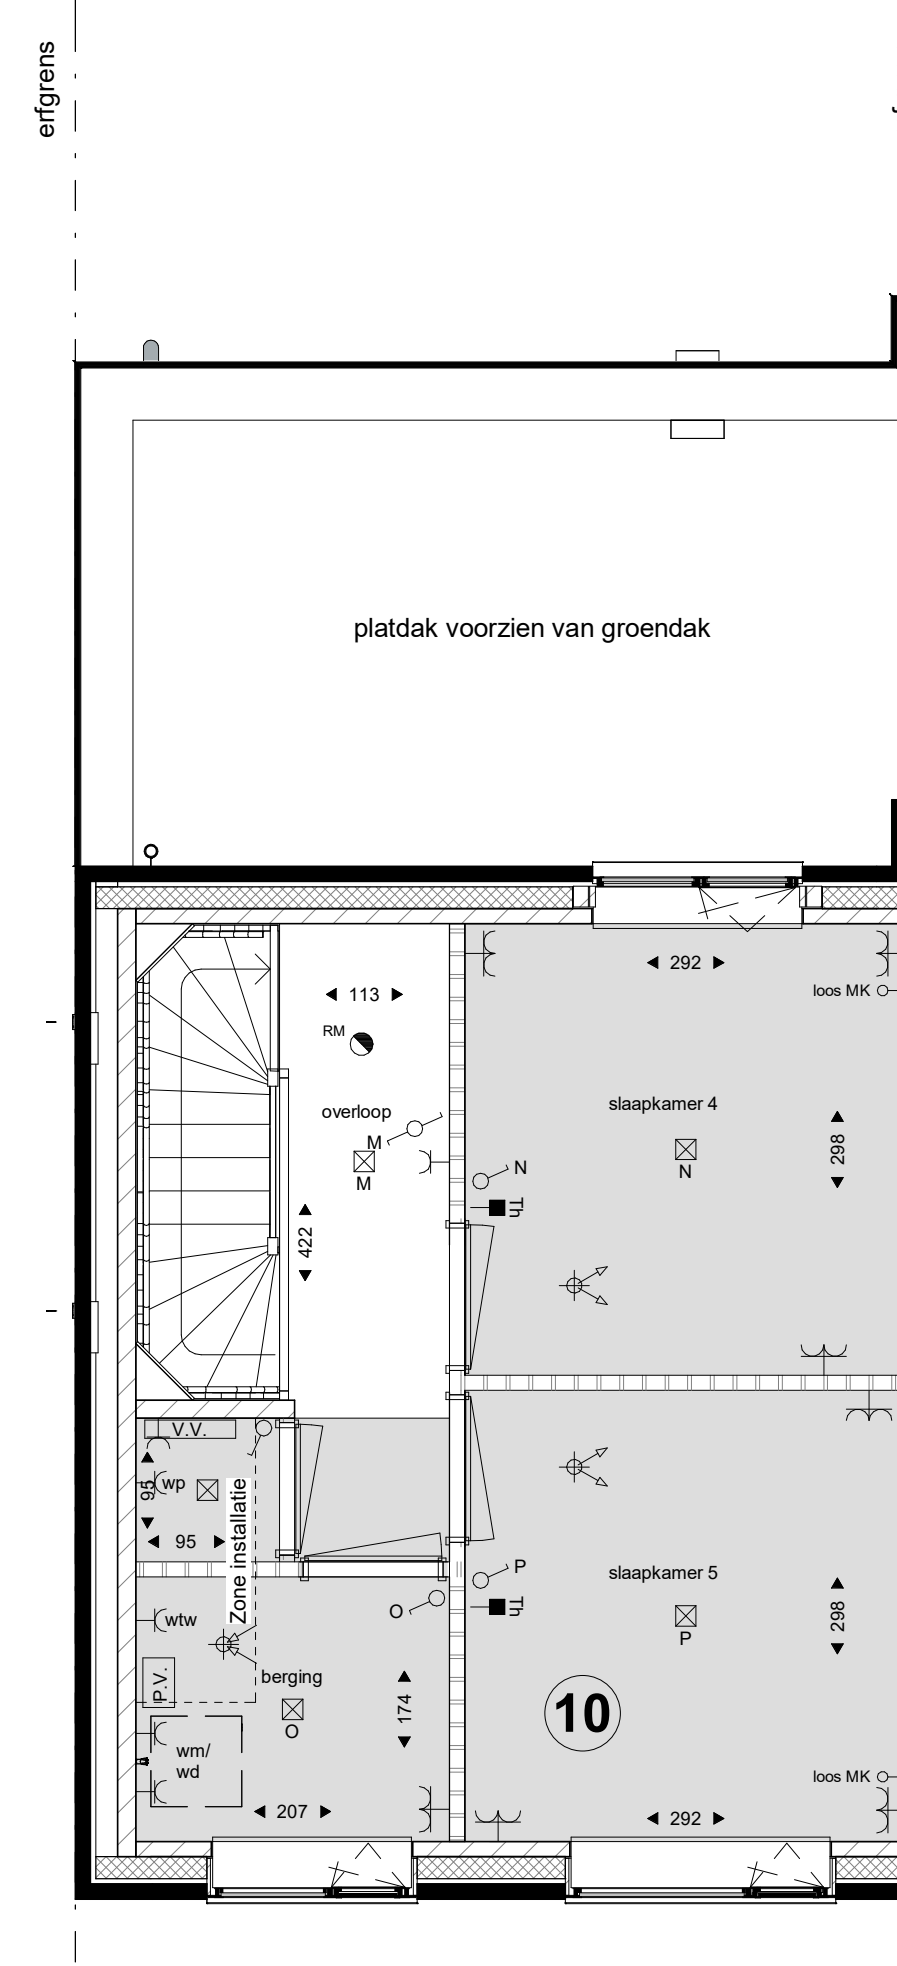 erfgrens
platdak voorzien van groendak
292
113
loos MK
RM
slaapkamer 4
overloop
M
298
N
M
N
Th
422
V.V.
wp
95
95
Zone installatie
P
slaapkamer 5
O
Th
wtw
298
P
berging
P.V.
174
10
O
wm/
wd
loos MK
207
292